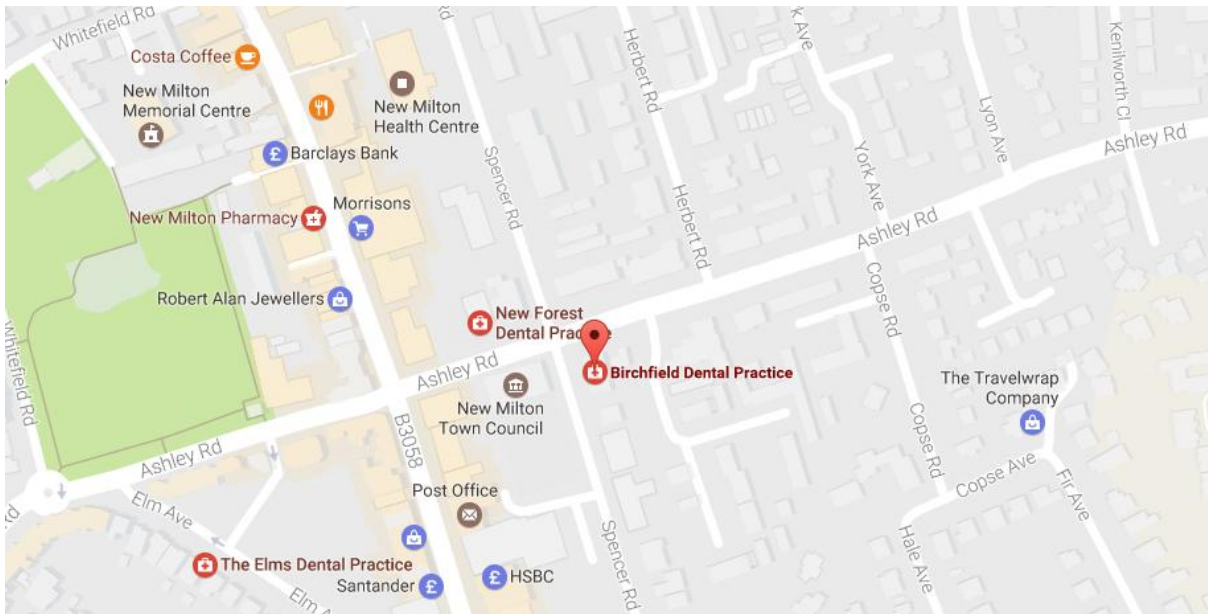 Whitefield Rd
Costa Coffee
New Milton
Memorial Centre
New Milton
Health Centre
Herbert Rd
k Ave
Lyon Ave
Kenilworth Cl
Ashley Rd
Barclays Bank
Spencer Rd
York Ave
New Milton Pharmacy
Morrisons
Herbert Rd
Ashley Rd
Robert Alan Jewellers
Copse Rd
New Forest
Dental Practice
Whitefield Rd
Ashley Rd
Birchfield Dental Practice
The Travelwrap
Company
New Milton
Town Council
B3058
Ashley Rd
Copse Rd
Copse Ave
Fir Ave
Post Office
Elm Ave
Rd
Hale Ave
Spencer Rd
The Elms Dental Practice
Santander
HSBC
Elm A